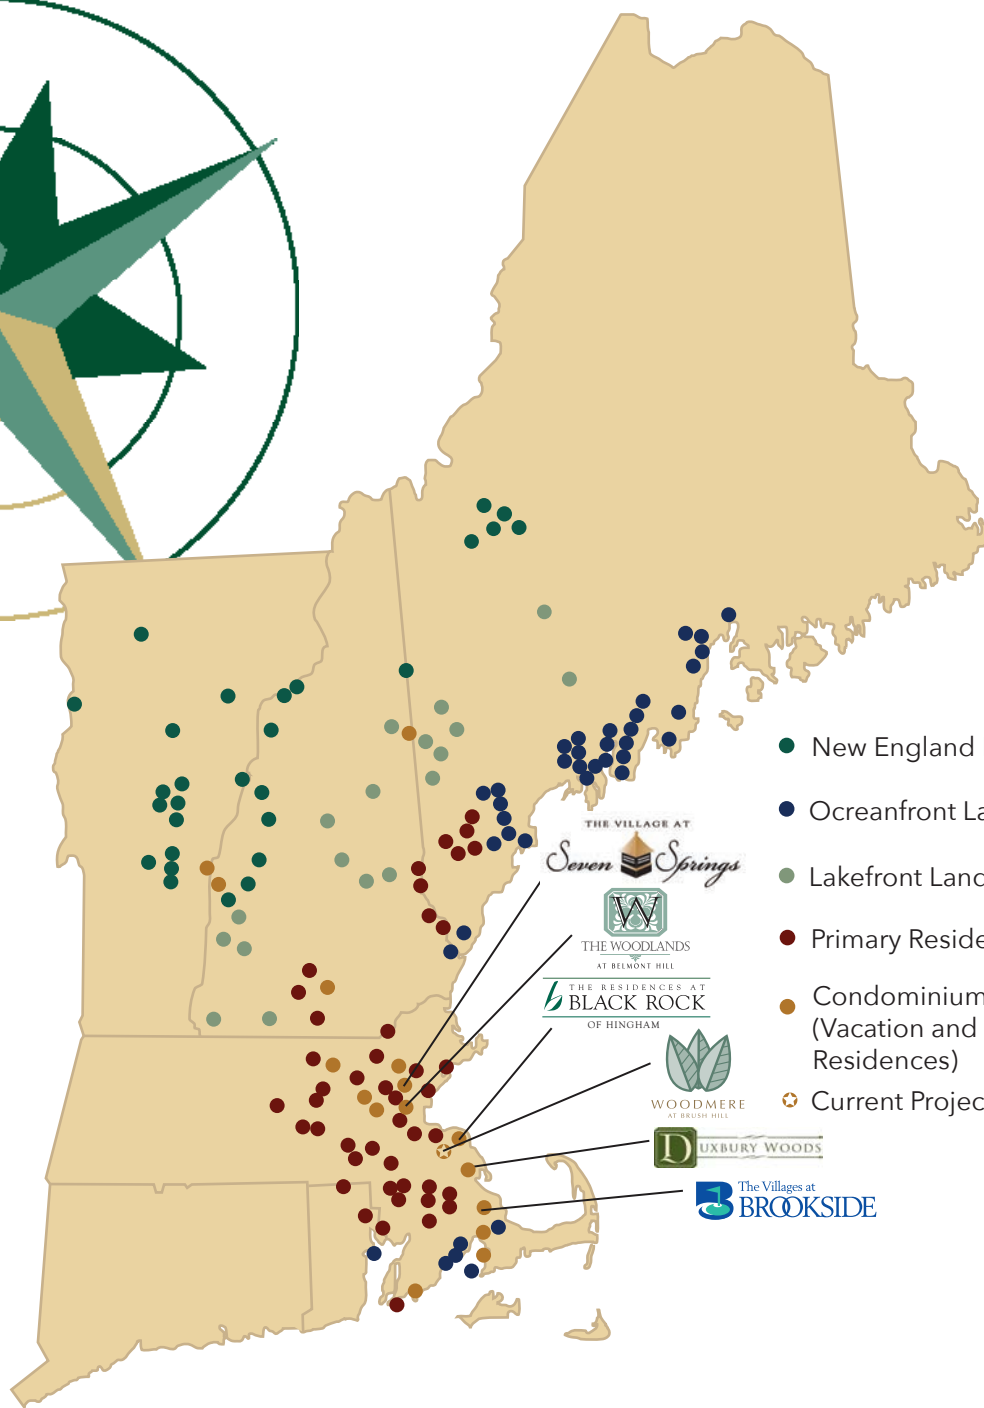 New England
Ocreanfront La
THE VILLAGE AT
Seven Springs
Lakefront Land
W
THE WOODLANDS
AT BELMONT HILL
Primary Reside
THE RESIDENCES AT
BLACK ROCK
OF HINGHAM
Condominium
(Vacation and
Residences)
WOODMERE
AT BRUSH HILL
Current Projec
DUXBURY WOODS
The Villages at
BROOKSIDE